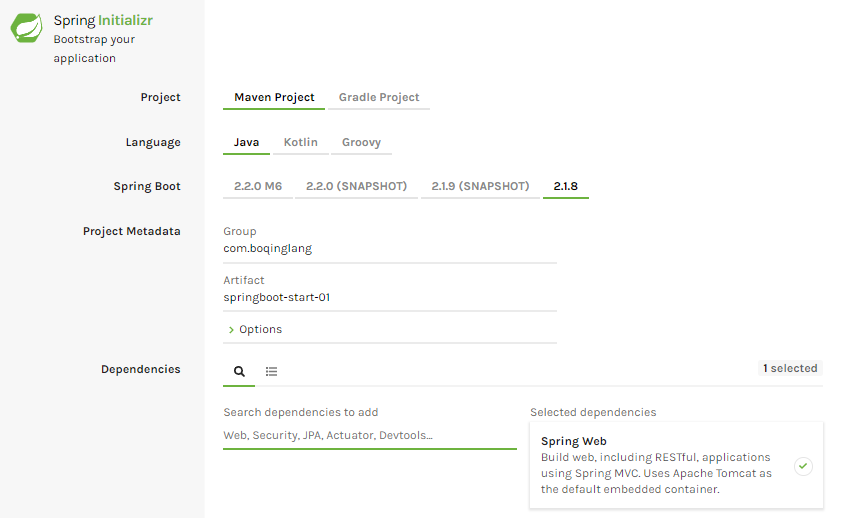 Spring Initializr
Bootstrap your
application
Project
Maven Project Gradle Project
Language
Java Kotlin Groovy
Spring Boot
2.2.0 M6 2.2.0 (SNAPSHOT) 2.1.9 (SNAPSHOT) 2.1.8
Project Metadata
Group
com.boqinglang
Artifact
springboot-start-01
Options
Dependencies
1 selected
Search dependencies to add
Web, Security, JPA, Actuator, Devtools...
Selected dependencies
Spring Web
Build web, including RESTful, applications
using Spring MVC. Uses Apache Tomcat as
the default embedded container.